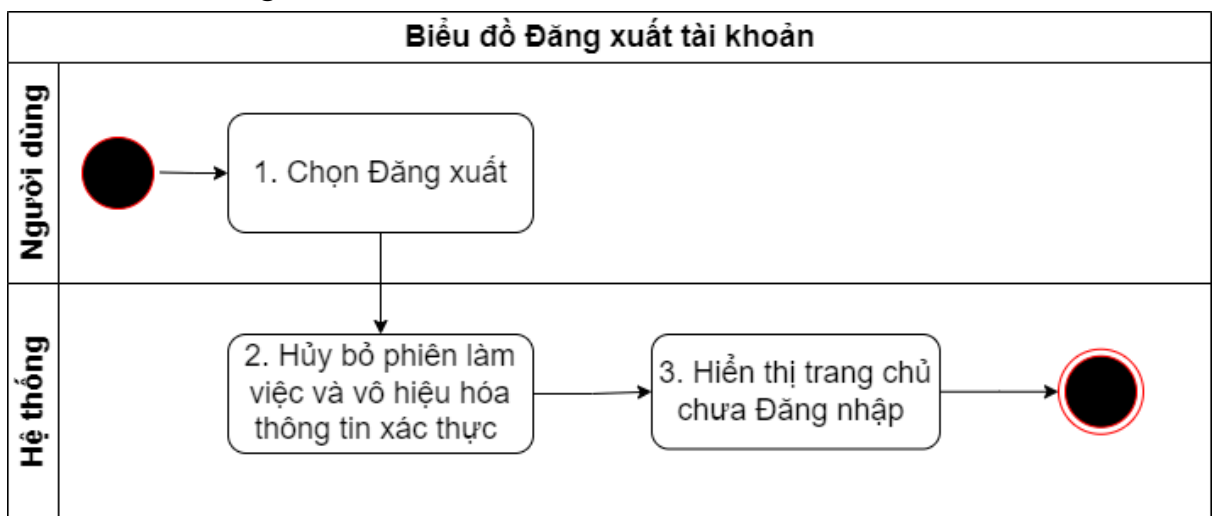 Biểu đồ Đăng xuất tài khoản
Người dùng
1. Chọn Đăng xuất
Hệ thống
2. Hủy bỏ phiên làm
việc và vô hiệu hóa
thông tin xác thực
3. Hiển thị trang chủ
chưa Đăng nhập